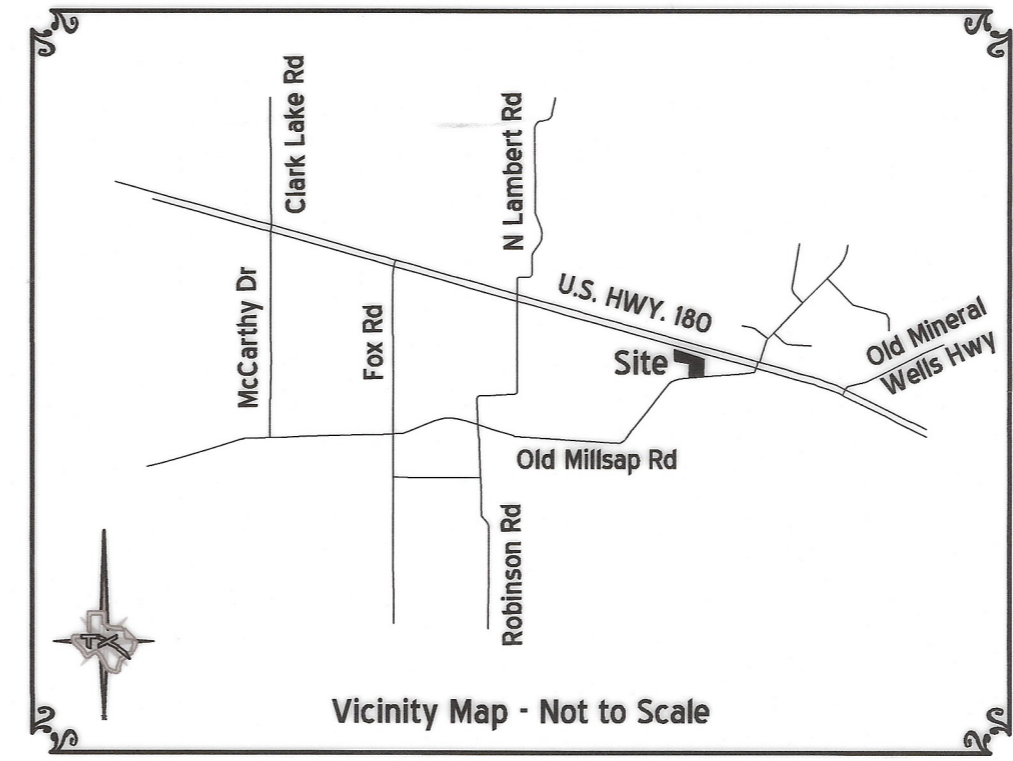 Clark Lake Rd
N Lambert Rd
McCarthy Dr
Fox Rd
U.S. HWY. 180
Site
Old Mineral
Wells Hwy
Old Millsap Rd
Robinson Rd
TX
Vicinity Map - Not to Scale